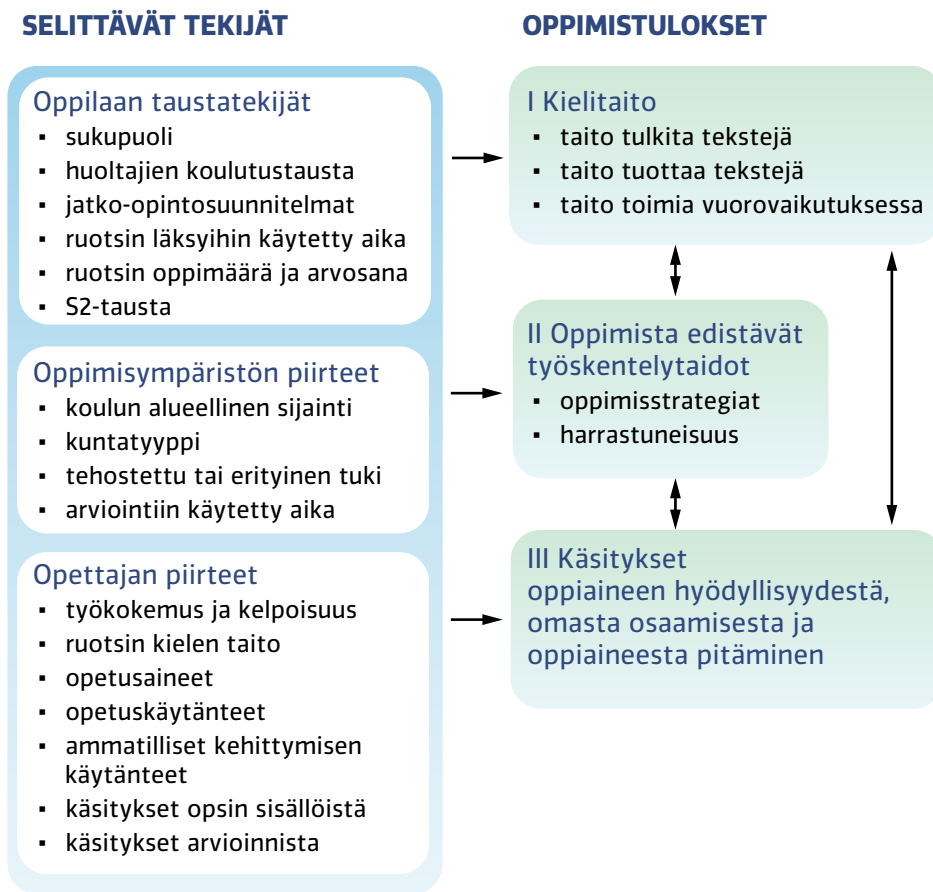 SELITTÄVÄT TEKIJÄT
Oppilaan taustatekijät
▪ sukupuoli
▪ huoltajien koulutustausta
▪ jatko-opintosuunnitelmat
▪ ruotsin läksyihin käytetty aika
▪ ruotsin oppimäärä ja arvosana
▪ S2-tausta
Oppimisympäristön piirteet
▪ koulun alueellinen sijainti
▪ kuntatyyppi
▪ tehostettu tai erityinen tuki
▪ arviointiin käytetty aika
Opettajan piirteet
▪ työkokemus ja kelpoisuus
▪ ruotsin kielen taito
▪ opetusaineet
▪ opetuskäytänteet
▪ ammatilliset kehittymisen
käytänteet
▪ käsitykset opsin sisällöistä
▪ käsitykset arvioinnista
OPPIMISTULOKSET
I Kielitaito
▪ taito tulkita tekstejä
▪ taito tuottaa tekstejä
▪ taito toimia vuorovaikutuksessa
II Oppimista edistävät
työskentelytaidot
▪ oppimisstrategiat
▪ harrastuneisuus
III Käsitykset
oppiaineen hyödyllisyydestä,
omasta osaamisesta ja
oppiaineesta pitäminen